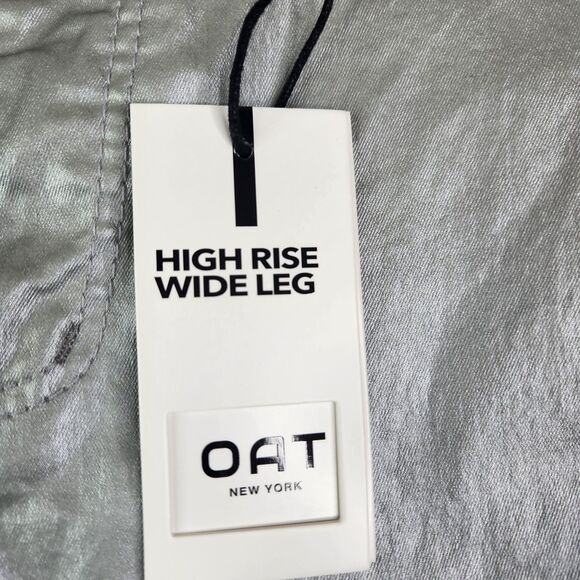 HIGH RISE
WIDE LEG
OAT
NEW YORK